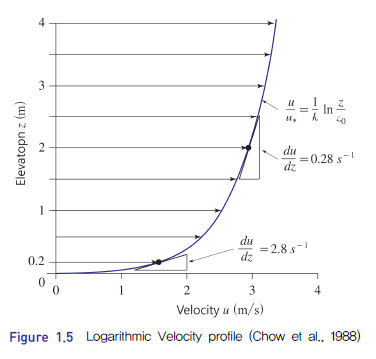 4
3
2
1
0.2
0
0
1
2
3
4
Elevatopn z (m)
Velocity u (m/s)
u/u* = 1/k ln z/z0
du/dz = 0.28 s⁻¹
du/dz = 2.8 s⁻¹
Figure 1.5 Logarithmic Velocity profile (Chow et al., 1988)